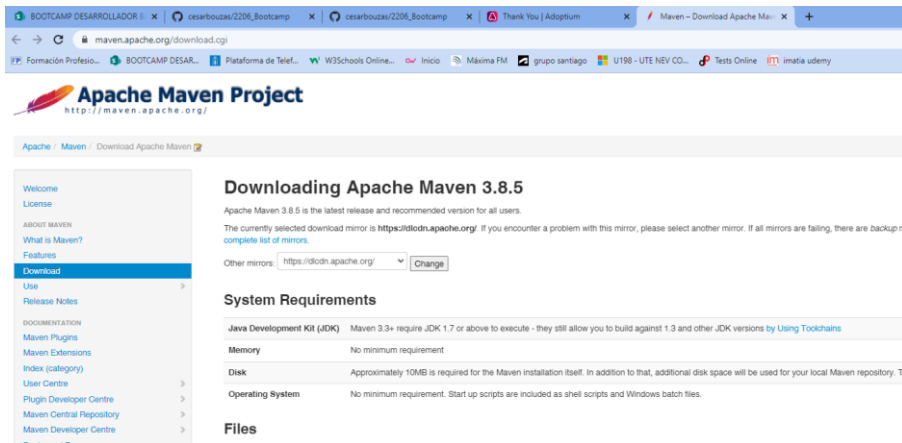 BOOTCAMP DESARROLLADOR B
cesarbouzas/2206_Bootcamp
cesarbouzas/2206_Bootcamp
Thank You | Adoptium
Maven – Download Apache Mav
maven.apache.org/download.cgi
Formación Profesio...
BOOTCAMP DESAR...
Plataforma de Telef...
W3Schools Online...
Inicio
Máxima FM
grupo santiago
U198 - UTE NEV CO...
Tests Online
imatia udemy
Apache Maven Project
http://maven.apache.org/
Apache / Maven / Download Apache Maven
Welcome
License
ABOUT MAVEN
What is Maven?
Features
Download
Use
Release Notes
DOCUMENTATION
Maven Plugins
Maven Extensions
Index (category)
User Centre
Plugin Developer Centre
Maven Central Repository
Maven Developer Centre
Downloading Apache Maven 3.8.5
Apache Maven 3.8.5 is the latest release and recommended version for all users.
The currently selected download mirror is https://dlcdn.apache.org/. If you encounter a problem with this mirror, please select another mirror. If all mirrors are failing, there are backup
complete list of mirrors.
Other mirrors: https://dlcdn.apache.org/ Change
System Requirements
Java Development Kit (JDK) Maven 3.3+ require JDK 1.7 or above to execute - they still allow you to build against 1.3 and other JDK versions by Using Toolchains
Memory No minimum requirement
Disk Approximately 10MB is required for the Maven installation itself. In addition to that, additional disk space will be used for your local Maven repository. T
Operating System No minimum requirement. Start up scripts are included as shell scripts and Windows batch files.
Files